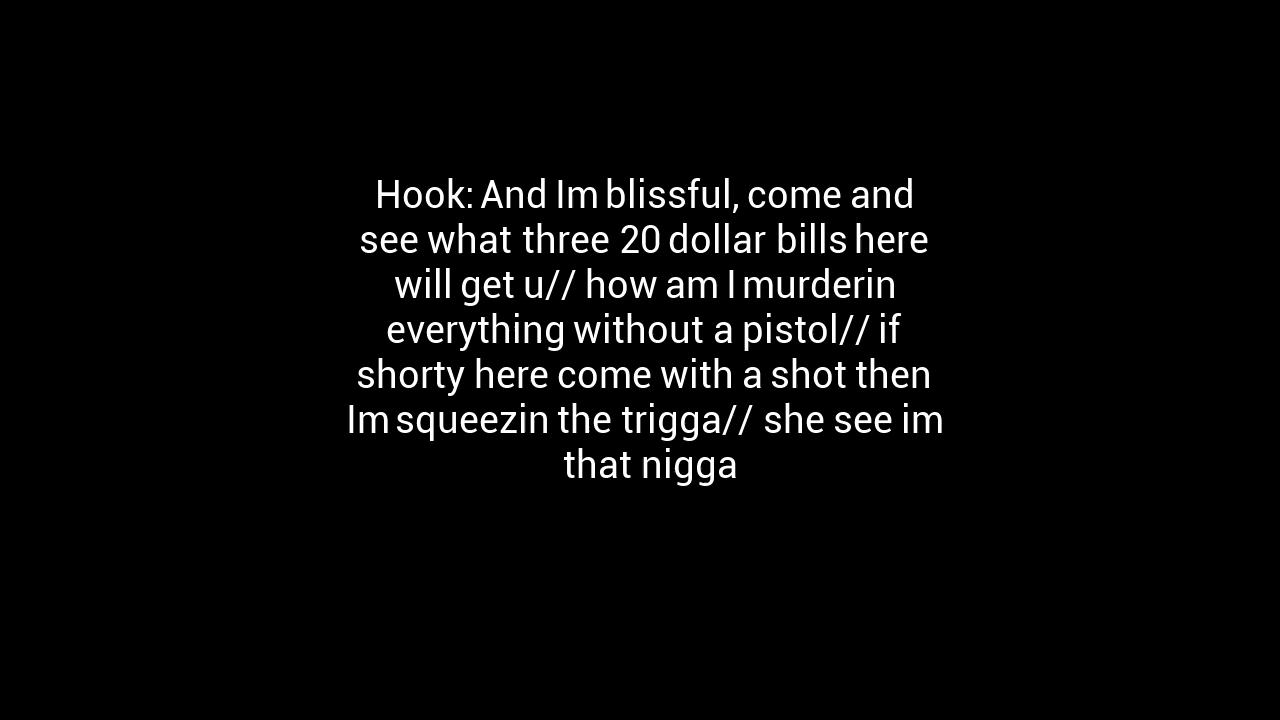 Hook: And Im blissful, come and
see what three 20 dollar bills here
will get u// how am I murderin
everything without a pistol// if
shorty here come with a shot then
Im squeezin the trigga// she see im
that nigga